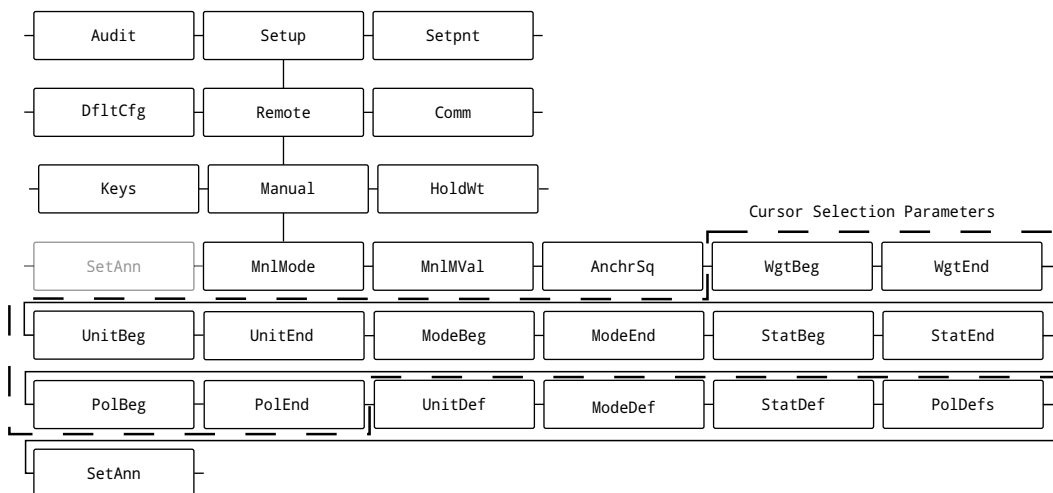 Audit Setup Setpnt
DfltCfg Remote Comm
Keys Manual HoldWt
Cursor Selection Parameters
SetAnn MnlMode MnlMVal AnchrSq WgtBeg WgtEnd
UnitBeg UnitEnd ModeBeg ModeEnd StatBeg StatEnd
PolBeg PolEnd UnitDef ModeDef StatDef PolDefs
SetAnn